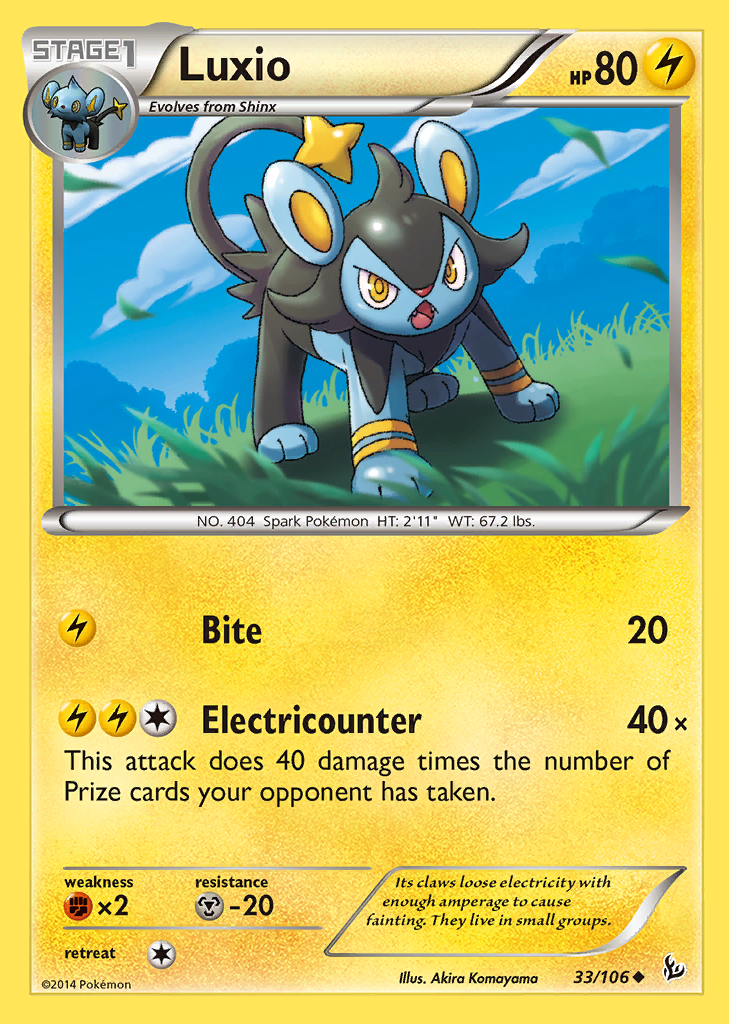 STAGE1
Luxio
HP 80
Evolves from Shinx
NO. 404 Spark Pokémon HT: 2'11" WT: 67.2 lbs.
Bite 20
Electricounter 40×
This attack does 40 damage times the number of
Prize cards your opponent has taken.
weakness resistance
×2 -20
retreat
Its claws loose electricity with
enough amperage to cause
fainting. They live in small groups.
©2014 Pokémon
Illus. Akira Komayama 33/106